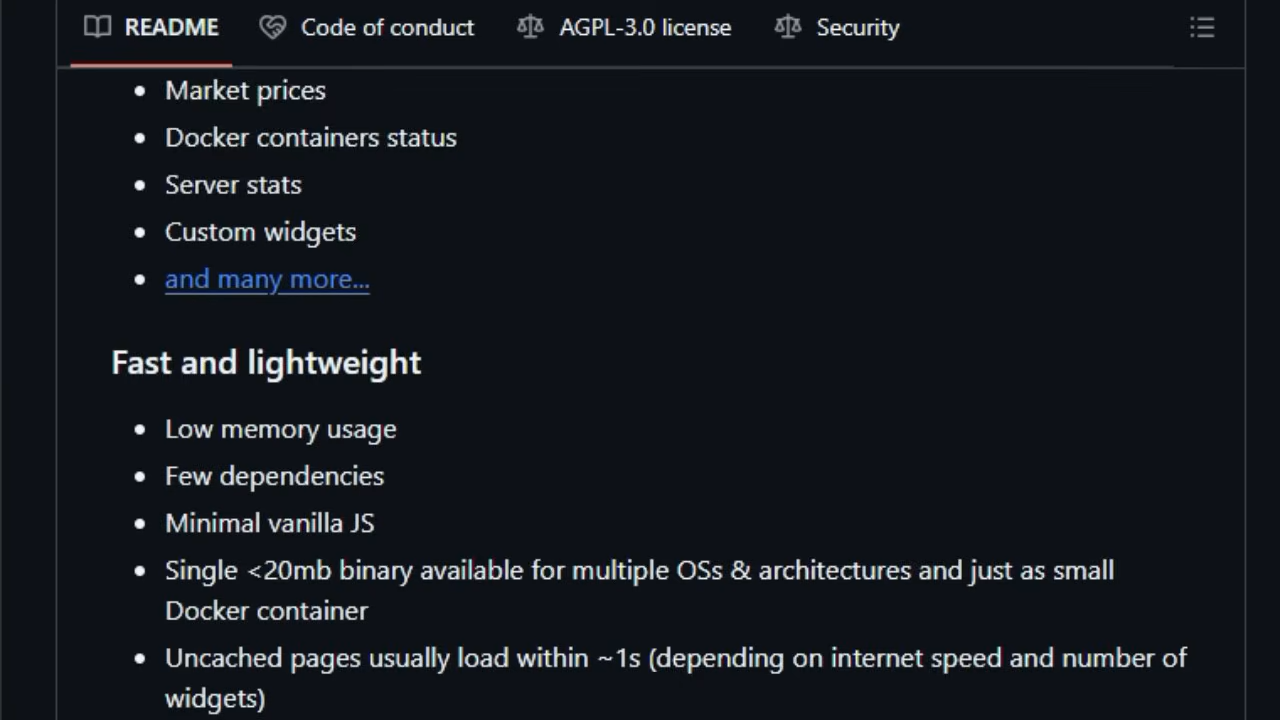 README Code of conduct AGPL-3.0 license Security
Market prices
Docker containers status
Server stats
Custom widgets
and many more...
Fast and lightweight
Low memory usage
Few dependencies
Minimal vanilla JS
Single <20mb binary available for multiple OSs & architectures and just as small
Docker container
Uncached pages usually load within ~1s (depending on internet speed and number of
widgets)